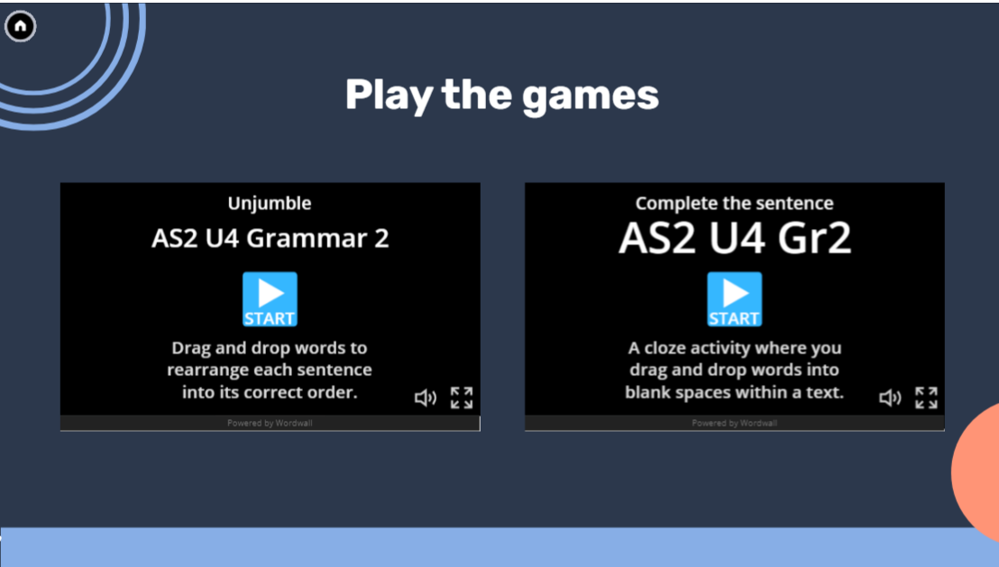 Play the games
Unjumble
AS2 U4 Grammar 2
START
Drag and drop words to
rearrange each sentence
into its correct order.
Powered by Wordwall
Complete the sentence
AS2 U4 Gr2
START
A cloze activity where you
drag and drop words into
blank spaces within a text.
Powered by Wordwall